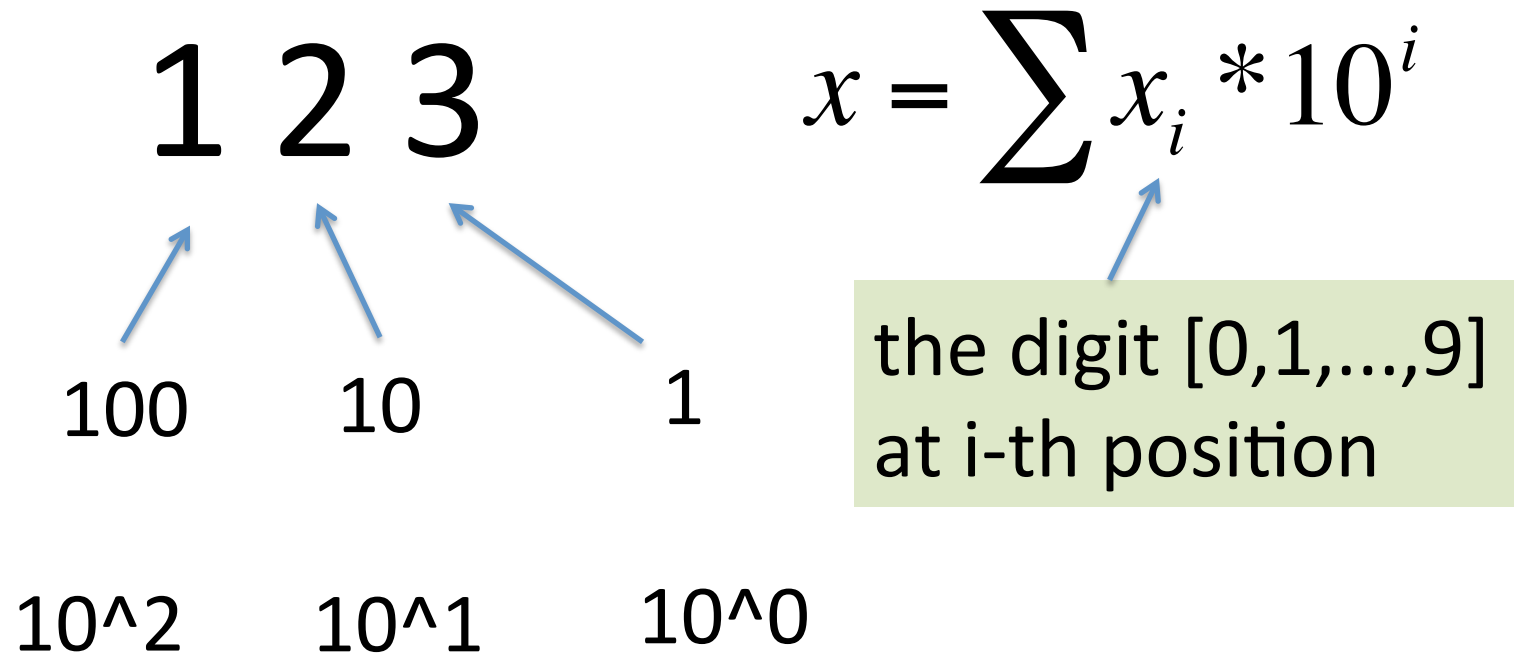 1 2 3
x = ∑ x_i * 10^i
100 10 1
the digit [0,1,...,9]
at i-th position
10^2 10^1 10^0